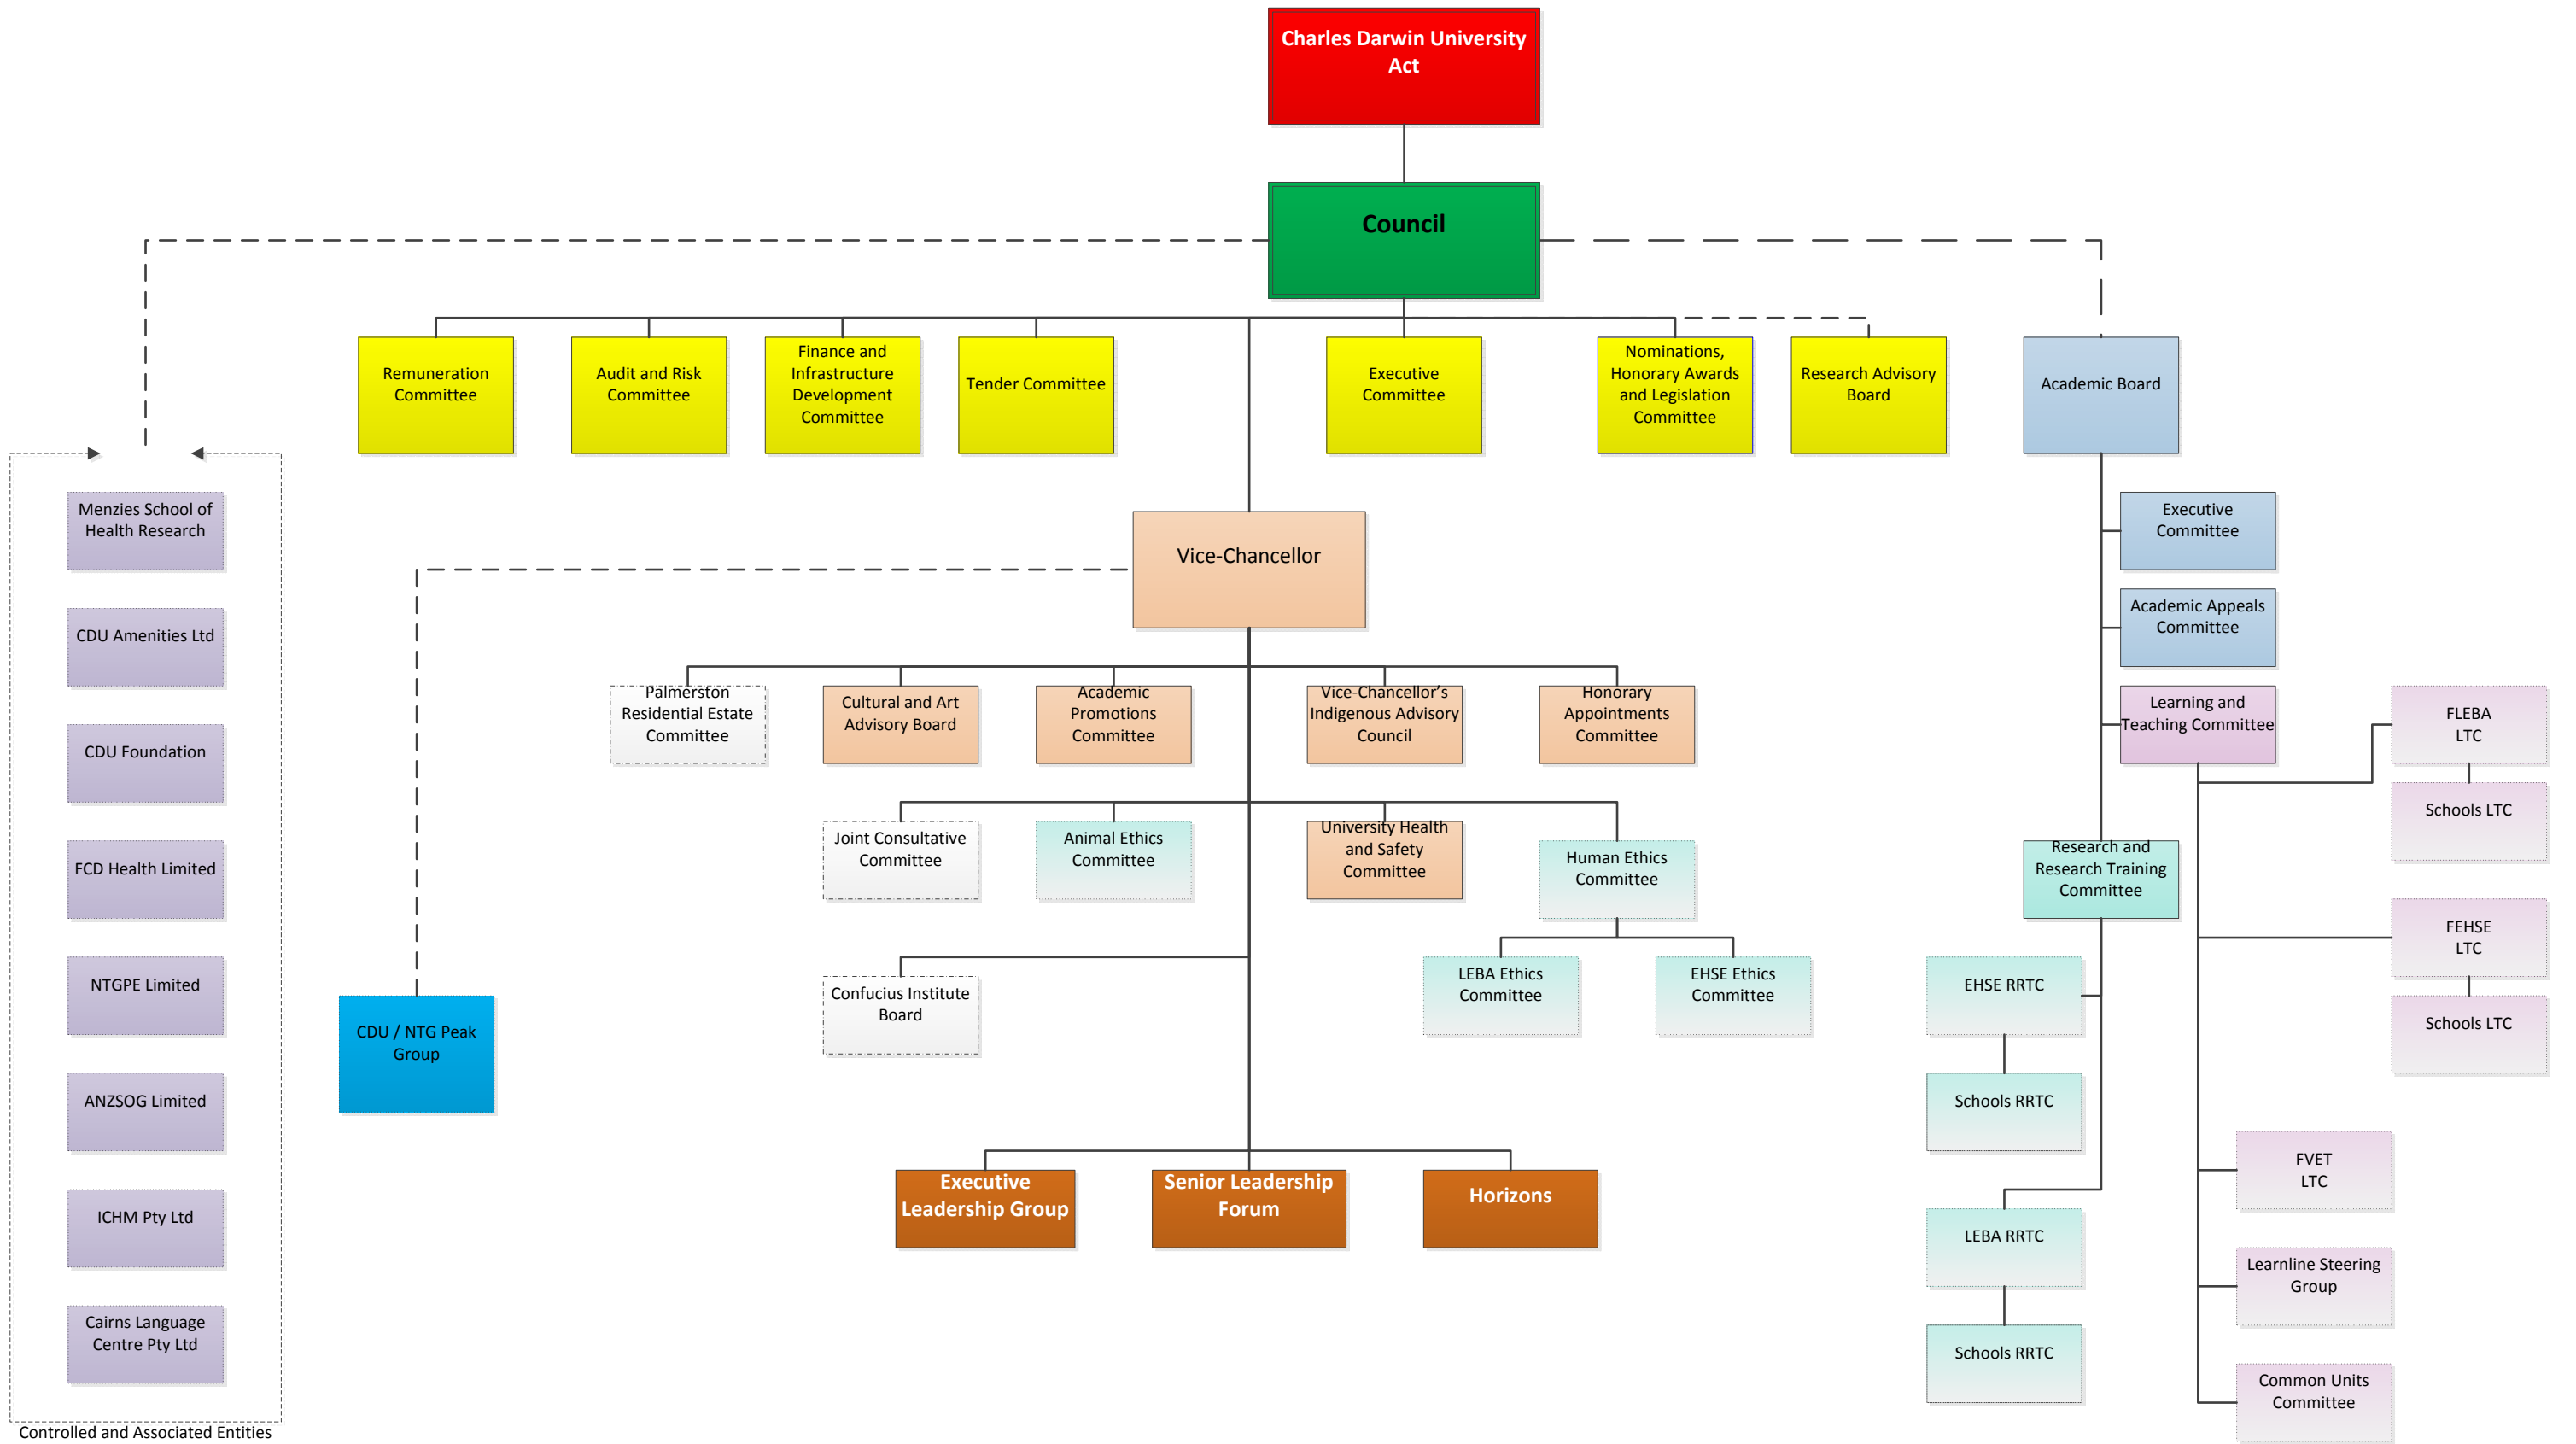 Charles Darwin University
Act
Council
Remuneration
Committee
Audit and Risk
Committee
Finance and
Infrastructure
Development
Committee
Tender Committee
Executive
Committee
Nominations,
Honorary Awards
and Legislation
Committee
Research Advisory
Board
Academic Board
Menzies School of
Health Research
CDU Amenities Ltd
CDU Foundation
FCD Health Limited
NTGPE Limited
ANZSOG Limited
ICHM Pty Ltd
Cairns Language
Centre Pty Ltd
Controlled and Associated Entities
Vice-Chancellor
CDU / NTG Peak
Group
Palmerston
Residential Estate
Committee
Cultural and Art
Advisory Board
Academic
Promotions
Committee
Vice-Chancellor’s
Indigenous Advisory
Council
Honorary
Appointments
Committee
Joint Consultative
Committee
Animal Ethics
Committee
University Health
and Safety
Committee
Human Ethics
Committee
LEBA Ethics
Committee
EHSE Ethics
Committee
Confucius Institute
Board
Executive
Leadership Group
Senior Leadership
Forum
Horizons
Executive
Committee
Academic Appeals
Committee
Learning and
Teaching Committee
Research and
Research Training
Committee
EHSE RRTC
Schools RRTC
LEBA RRTC
Schools RRTC
FLEBA
LTC
Schools LTC
FEHSE
LTC
Schools LTC
FVET
LTC
Learnline Steering
Group
Common Units
Committee